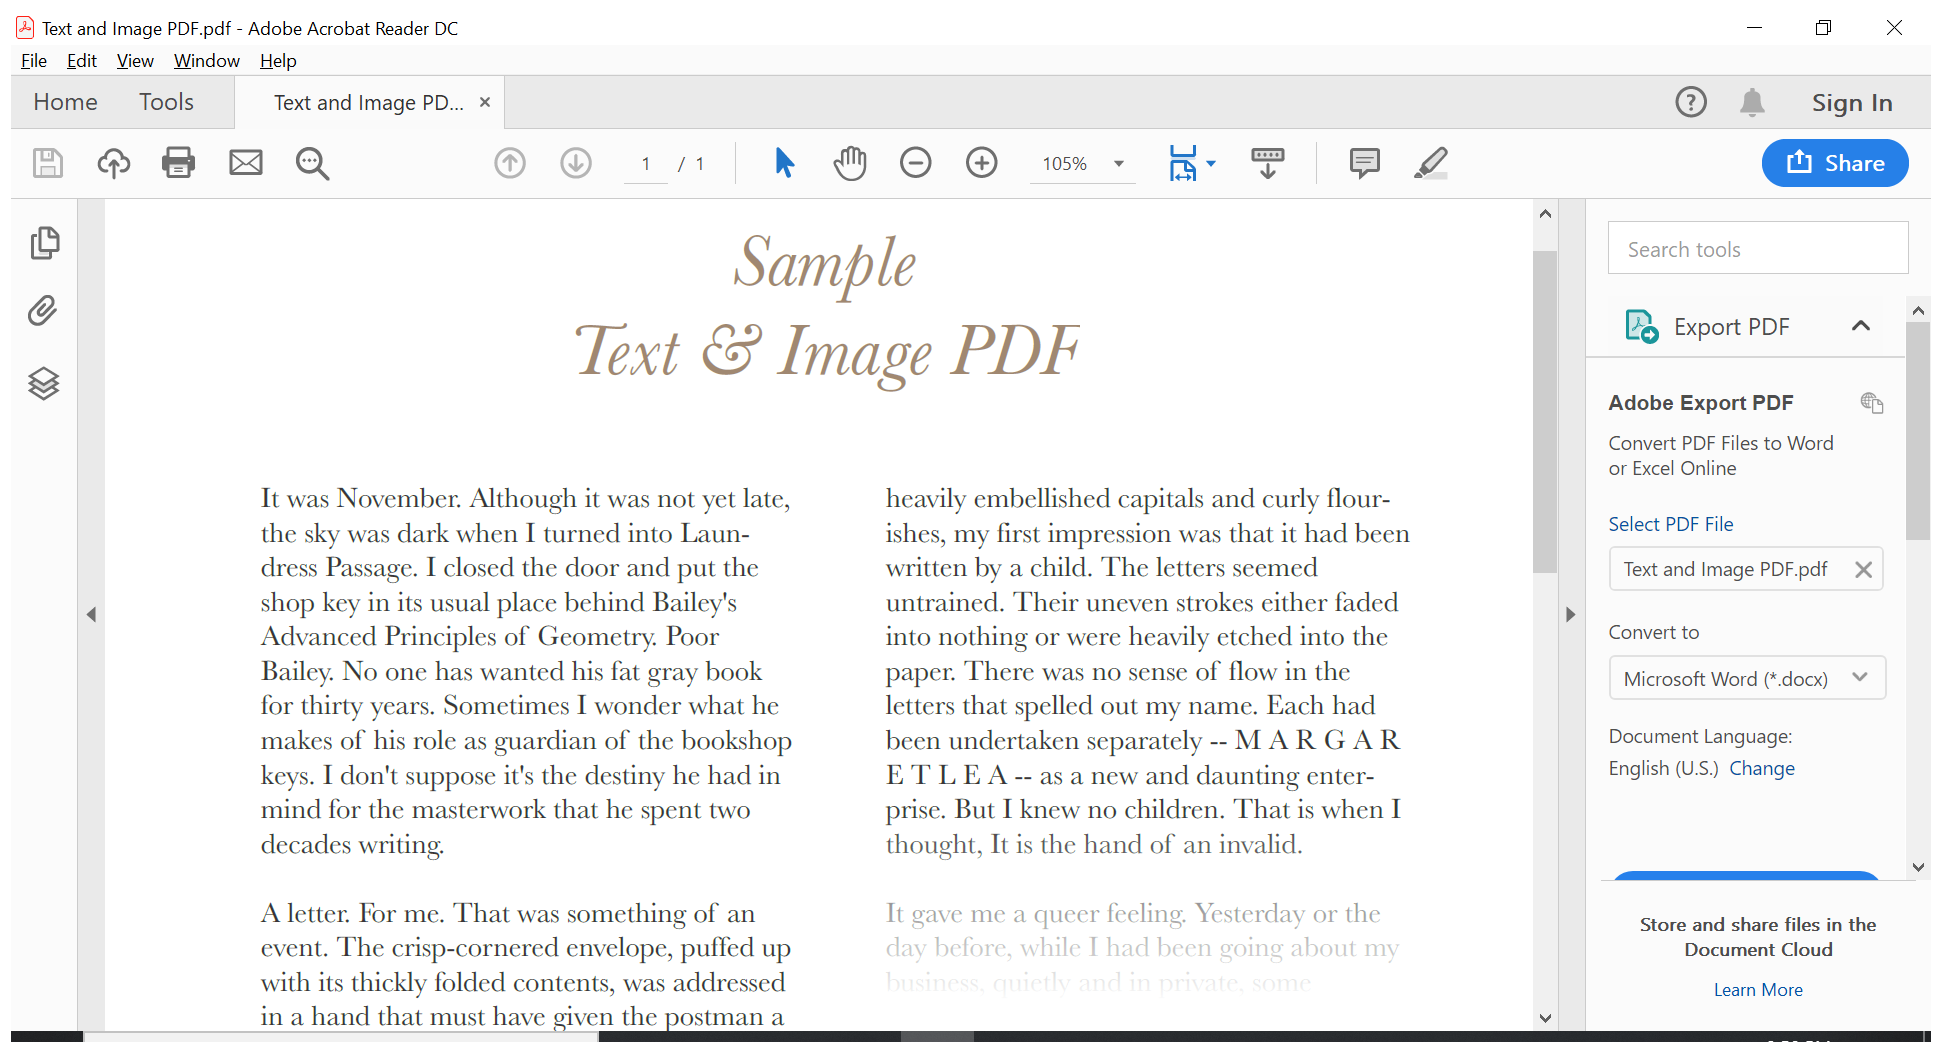 Text and Image PDF.pdf - Adobe Acrobat Reader DC
File Edit View Window Help
Home Tools Text and Image PD... × Sign In
1 / 1 105% Share
Sample
Text & Image PDF
It was November. Although it was not yet late,
the sky was dark when I turned into Laun-
dress Passage. I closed the door and put the
shop key in its usual place behind Bailey's
Advanced Principles of Geometry. Poor
Bailey. No one has wanted his fat gray book
for thirty years. Sometimes I wonder what he
makes of his role as guardian of the bookshop
keys. I don't suppose it's the destiny he had in
mind for the masterwork that he spent two
decades writing.
A letter. For me. That was something of an
event. The crisp-cornered envelope, puffed up
with its thickly folded contents, was addressed
in a hand that must have given the postman a
heavily embellished capitals and curly flour-
ishes, my first impression was that it had been
written by a child. The letters seemed
untrained. Their uneven strokes either faded
into nothing or were heavily etched into the
paper. There was no sense of flow in the
letters that spelled out my name. Each had
been undertaken separately -- M A R G A R
E T L E A -- as a new and daunting enter-
prise. But I knew no children. That is when I
thought, It is the hand of an invalid.
It gave me a queer feeling. Yesterday or the
day before, while I had been going about my
business, quietly and in private, some
Search tools
Export PDF
Adobe Export PDF
Convert PDF Files to Word
or Excel Online
Select PDF File
Text and Image PDF.pdf
Convert to
Microsoft Word (*.docx)
Document Language:
English (U.S.) Change
Store and share files in the
Document Cloud
Learn More